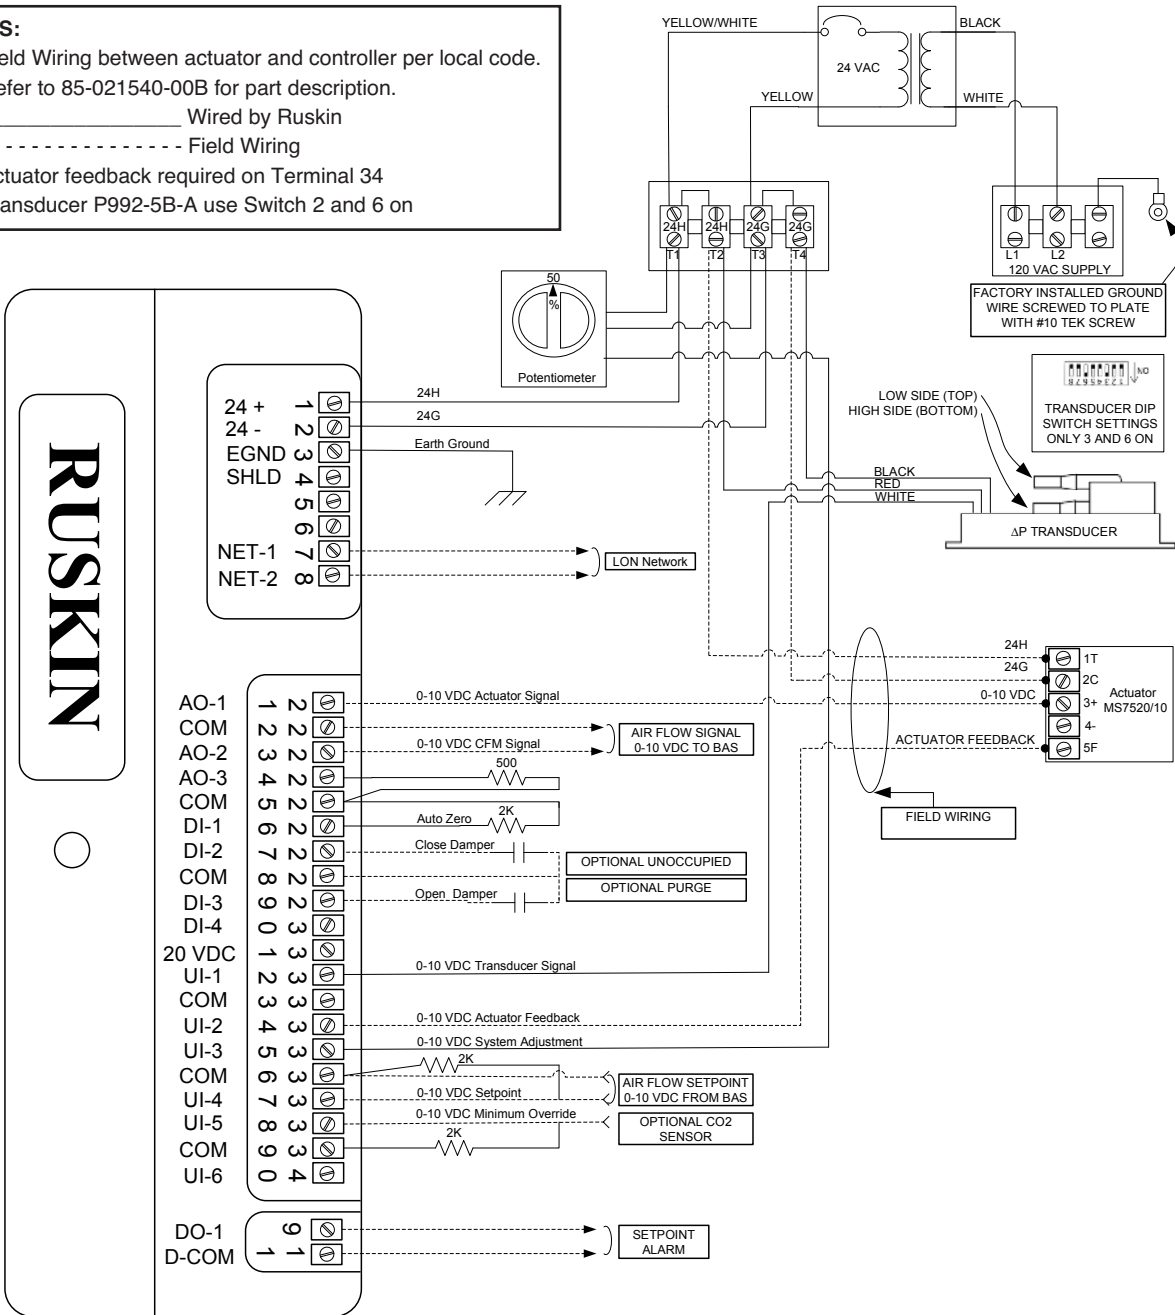 S:
eld Wiring between actuator and controller per local code.
efer to 85-021540-00B for part description.
________________ Wired by Ruskin
- - - - - - - - - - - - - - - - Field Wiring
ctuator feedback required on Terminal 34
ansducer P992-5B-A use Switch 2 and 6 on
YELLOW/WHITE
BLACK
24 VAC
YELLOW
WHITE
24H 24H 24G 24G
T1 T2 T3 T4
L1 L2
120 VAC SUPPLY
FACTORY INSTALLED GROUND
WIRE SCREWED TO PLATE
WITH #10 TEK SCREW
50
%
Potentiometer
ON
12345678
TRANSDUCER DIP
SWITCH SETTINGS
ONLY 3 AND 6 ON
LOW SIDE (TOP)
HIGH SIDE (BOTTOM)
BLACK
RED
WHITE
ΔP TRANSDUCER
RUSKIN
24 + 1 24H
24 - 2 24G
EGND 3 Earth Ground
SHLD 4
5
6
NET-1 7
NET-2 8
LON Network
24H 1T
24G 2C
0-10 VDC 3+
4-
ACTUATOR FEEDBACK 5F
Actuator
MS7520/10
FIELD WIRING
AO-1 21 0-10 VDC Actuator Signal
COM 22
AO-2 23 0-10 VDC CFM Signal
AIR FLOW SIGNAL
0-10 VDC TO BAS
AO-3 24 500
COM 25
DI-1 26 Auto Zero 2K
DI-2 27 Close Damper
COM 28
DI-3 29 Open Damper
OPTIONAL UNOCCUPIED
OPTIONAL PURGE
DI-4 30
20 VDC 31
UI-1 32 0-10 VDC Transducer Signal
COM 33
UI-2 34 0-10 VDC Actuator Feedback
UI-3 35 0-10 VDC System Adjustment
COM 36 2K
UI-4 37 0-10 VDC Setpoint
AIR FLOW SETPOINT
0-10 VDC FROM BAS
UI-5 38 0-10 VDC Minimum Override
OPTIONAL CO2
SENSOR
COM 39 2K
UI-6 40
DO-1 9
D-COM 11
SETPOINT
ALARM